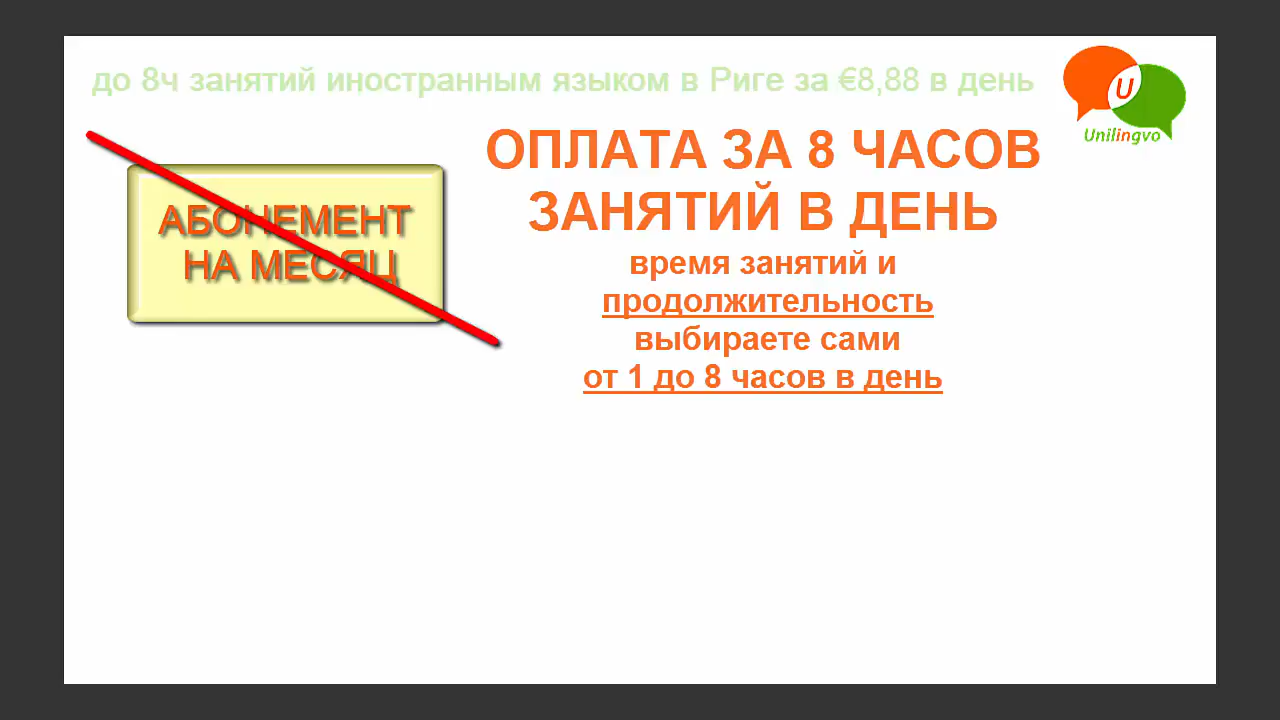 до 8ч занятий иностранным языком в Риге за €8,88 в день
U
Unilingvo
АБОНЕМЕНТ
НА МЕСЯЦ
ОПЛАТА ЗА 8 ЧАСОВ
ЗАНЯТИЙ В ДЕНЬ
время занятий и
продолжительность
выбираете сами
от 1 до 8 часов в день